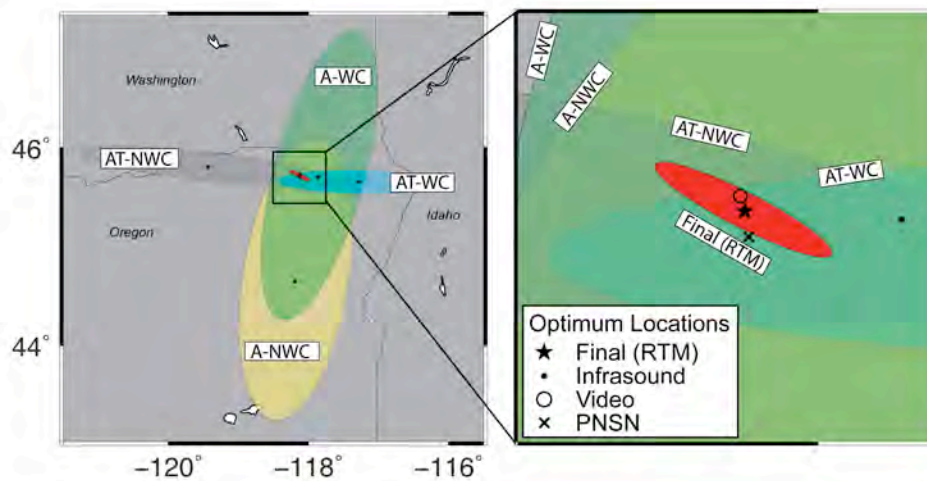 Washington
A-WC
46°
AT-NWC
AT-WC
Oregon
Idaho
44°
A-NWC
−120°
−118°
−116°
A-WC
A-NWC
AT-NWC
AT-WC
Final (RTM)
Optimum Locations
Final (RTM)
Infrasound
Video
PNSN